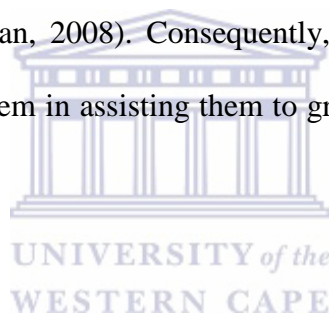 an, 2008). Consequently,
em in assisting them to gr
UNIVERSITY of the
WESTERN CAPE